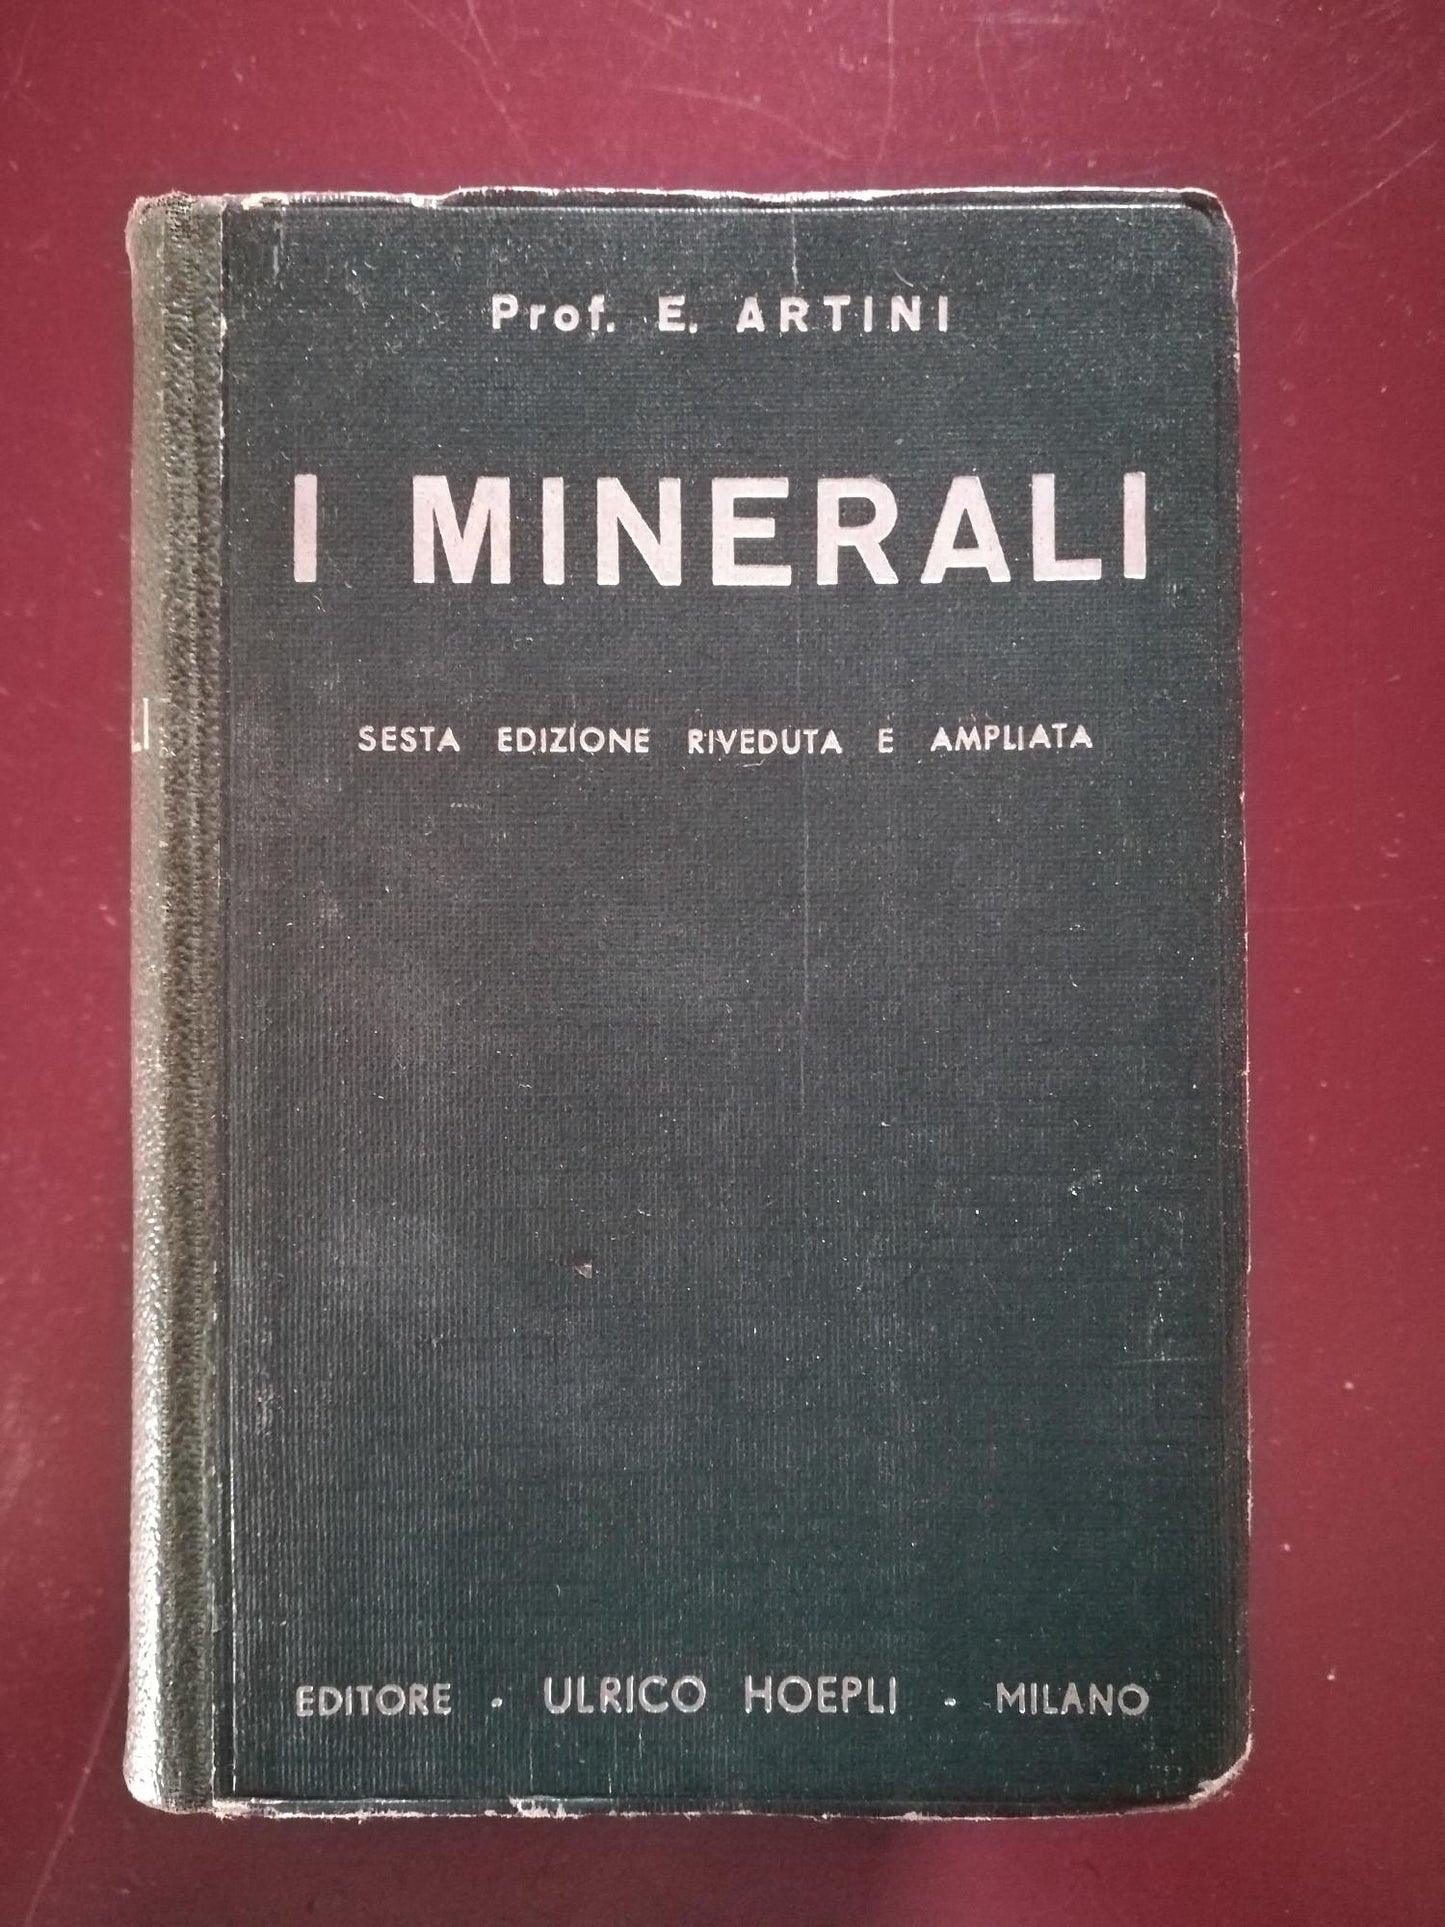 Prof. E. ARTINI
I MINERALI
SESTA EDIZIONE RIVEDUTA E AMPLIATA
EDITORE - ULRICO HOEPLI - MILANO